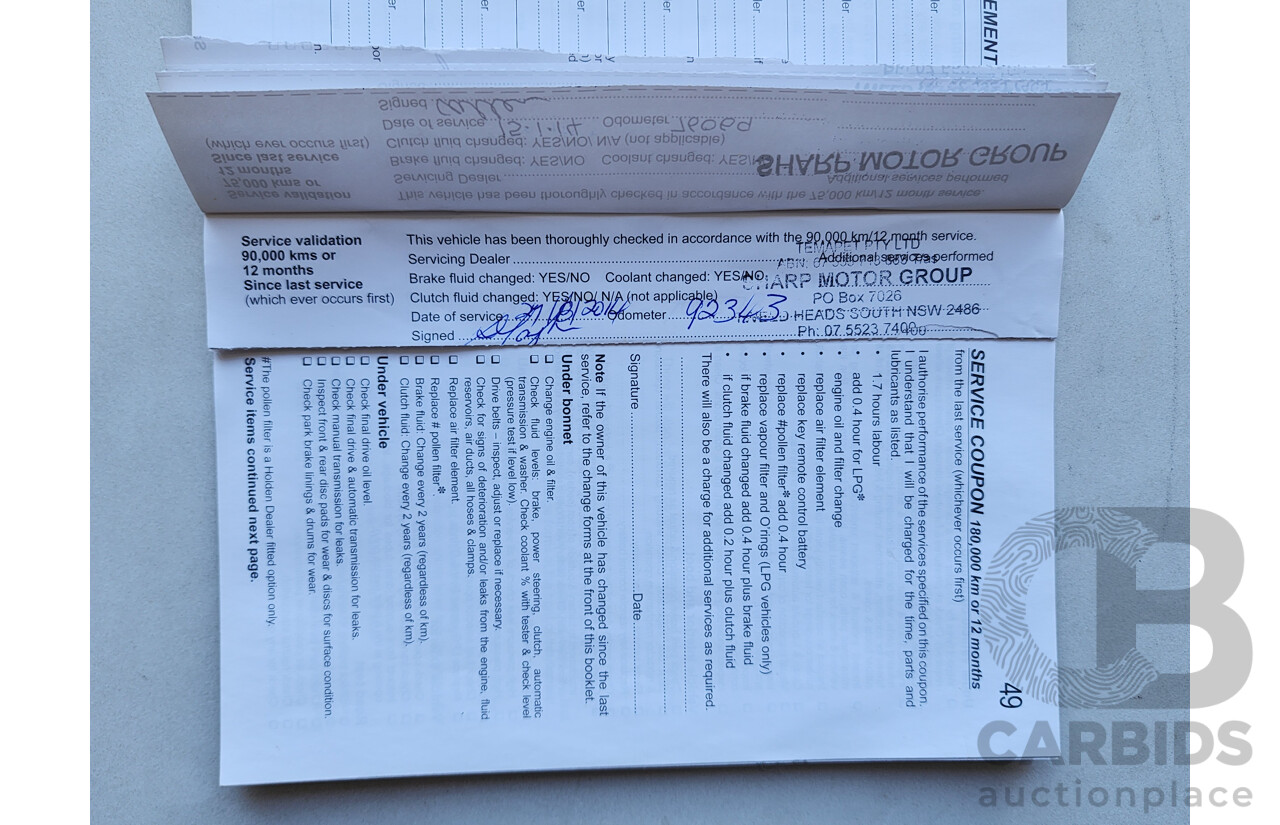 EMENT
Signed
Date of service 15.1.14 Odometer 76069
(which ever occurs first) Clutch fluid changed: YES/NO/ N/A (not applicable)
Since last service Brake fluid changed: YES/NO Coolant changed: YES/N
SHARP MOTOR GROUP
12 months Servicing Dealer
Additional services performed
75,000 kms or
Service validation This vehicle has been thoroughly checked in accordance with the 75,000 km/12 month service.
Service validation
90,000 kms or
12 months
Since last service
(which ever occurs first)
This vehicle has been thoroughly checked in accordance with the 90,000 km/12 month service.
Servicing Dealer
Additional services performed
Brake fluid changed: YES/NO Coolant changed: YES/NO
Clutch fluid changed: YES/NO/ N/A (not applicable)
Date of service Odometer 92343
Signed
TEMAPET PTY LTD
SHARP MOTOR GROUP
PO Box 7026
HEADS SOUTH NSW 2486
Ph: 07 5523 7400
49
SERVICE COUPON 180,000 km or 12 months
from the last service (whichever occurs first)
I authorise performance of the services specified on this coupon.
I understand that I will be charged for the time, parts and
lubricants as listed.
• 1.7 hours labour
• add 0.4 hour for LPG*
• engine oil and filter change
• replace air filter element
• replace key remote control battery
• replace #pollen filter* add 0.4 hour
• replace vapour filter and O'rings (LPG vehicles only)
• if brake fluid changed add 0.4 hour plus brake fluid
• if clutch fluid changed add 0.2 hour plus clutch fluid
There will also be a charge for additional services as required.
Signature Date
Note If the owner of this vehicle has changed since the last
service, refer to the change forms at the front of this booklet.
Under bonnet
❑ Change engine oil & filter.
❑ Check fluid levels: brake, power steering, clutch, automatic
transmission & washer. Check coolant % with tester & check level
(pressure test if level low).
❑ Drive belts – inspect, adjust or replace if necessary.
❑ Check for signs of deterioration and/or leaks from the engine, fluid
reservoirs, air ducts, all hoses & clamps.
❑ Replace air filter element.
❑ Replace # pollen filter*
❑ Brake fluid: Change every 2 years (regardless of km).
❑ Clutch fluid: Change every 2 years (regardless of km).
Under vehicle
❑ Check final drive oil level.
❑ Check final drive & automatic transmission for leaks.
❑ Check manual transmission for leaks.
❑ Inspect front & rear disc pads for wear & discs for surface condition.
❑ Check park brake linings & drums for wear.
#The pollen filter is a Holden Dealer fitted option only.
Service items continued next page.
CARBIDS
auctionplace